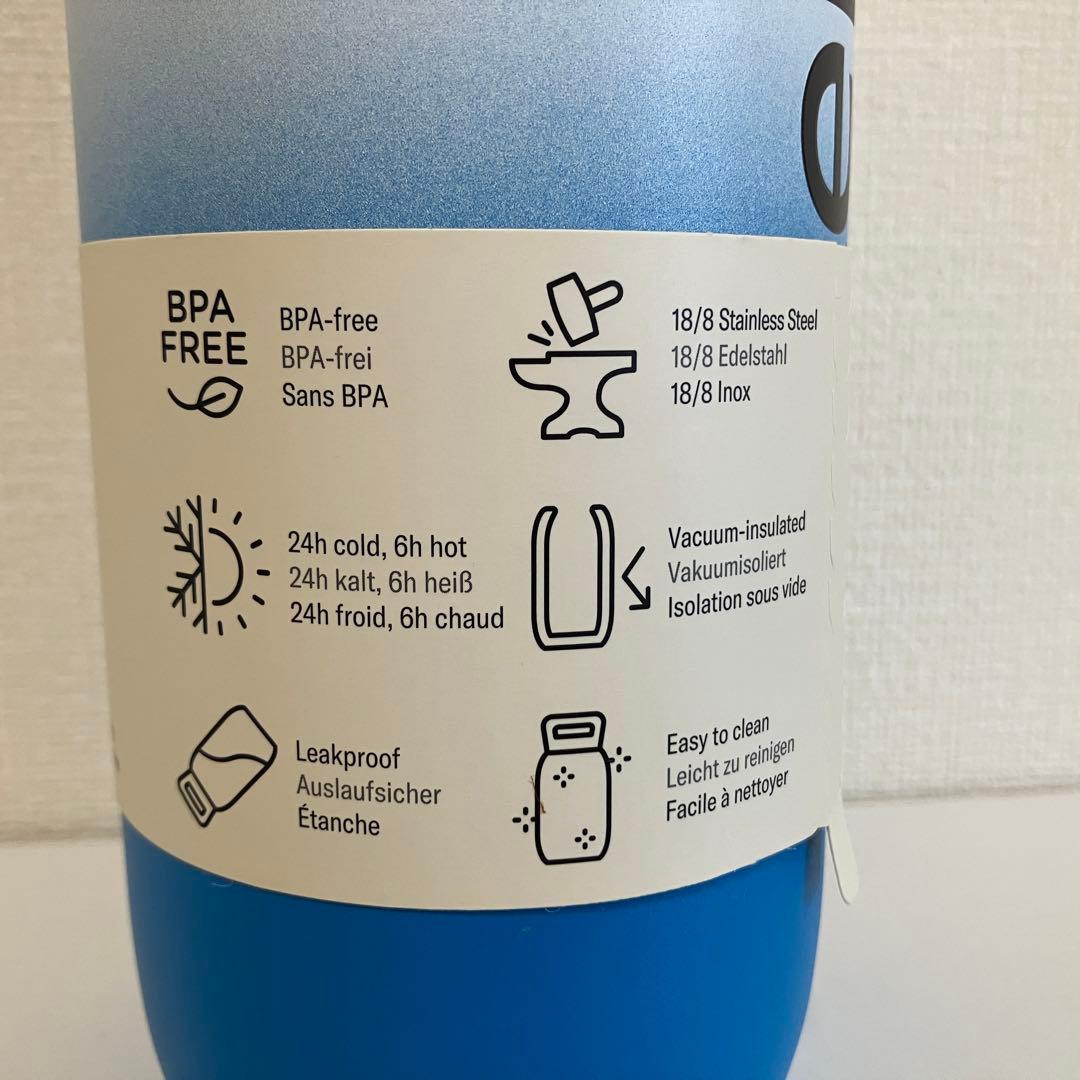 BPA
FREE
BPA-free
BPA-frei
Sans BPA
18/8 Stainless Steel
18/8 Edelstahl
18/8 Inox
24h cold, 6h hot
24h kalt, 6h heiß
24h froid, 6h chaud
Vacuum-insulated
Vakuumisoliert
Isolation sous vide
Leakproof
Auslaufsicher
Étanche
Easy to clean
Leicht zu reinigen
Facile à nettoyer